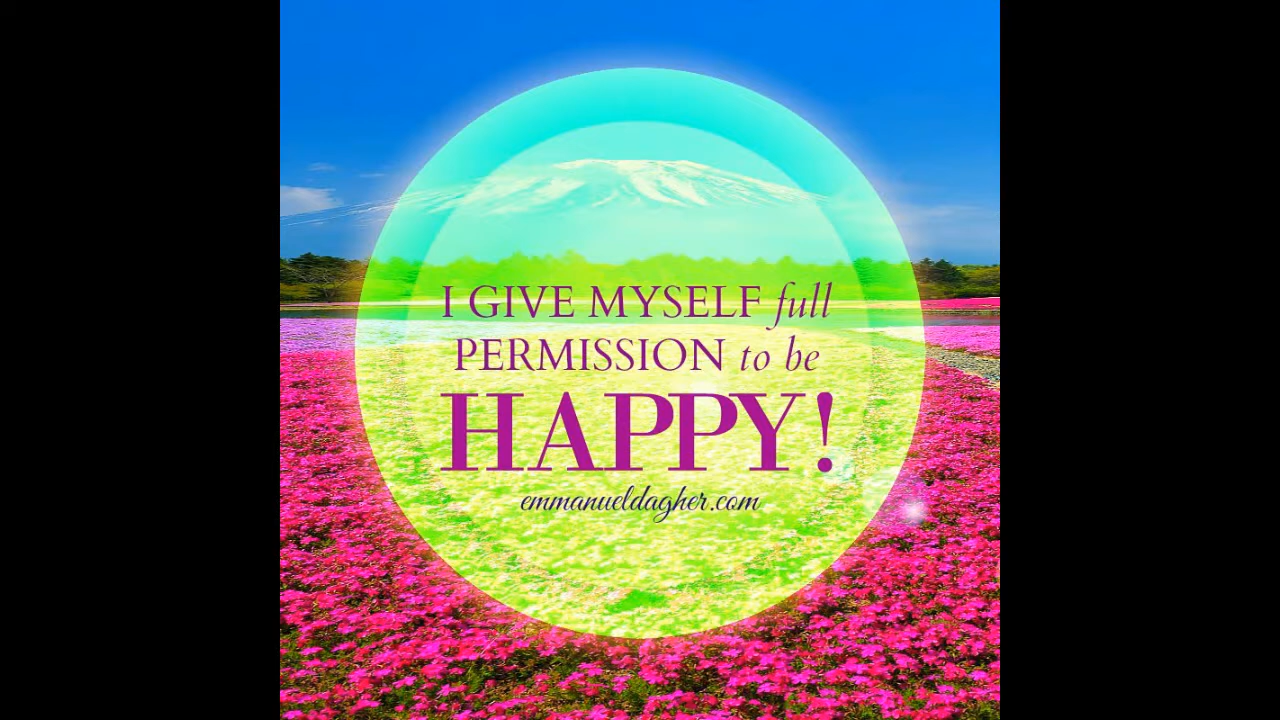 I GIVE MYSELF full
PERMISSION to be
HAPPY!
emmanueldagher.com